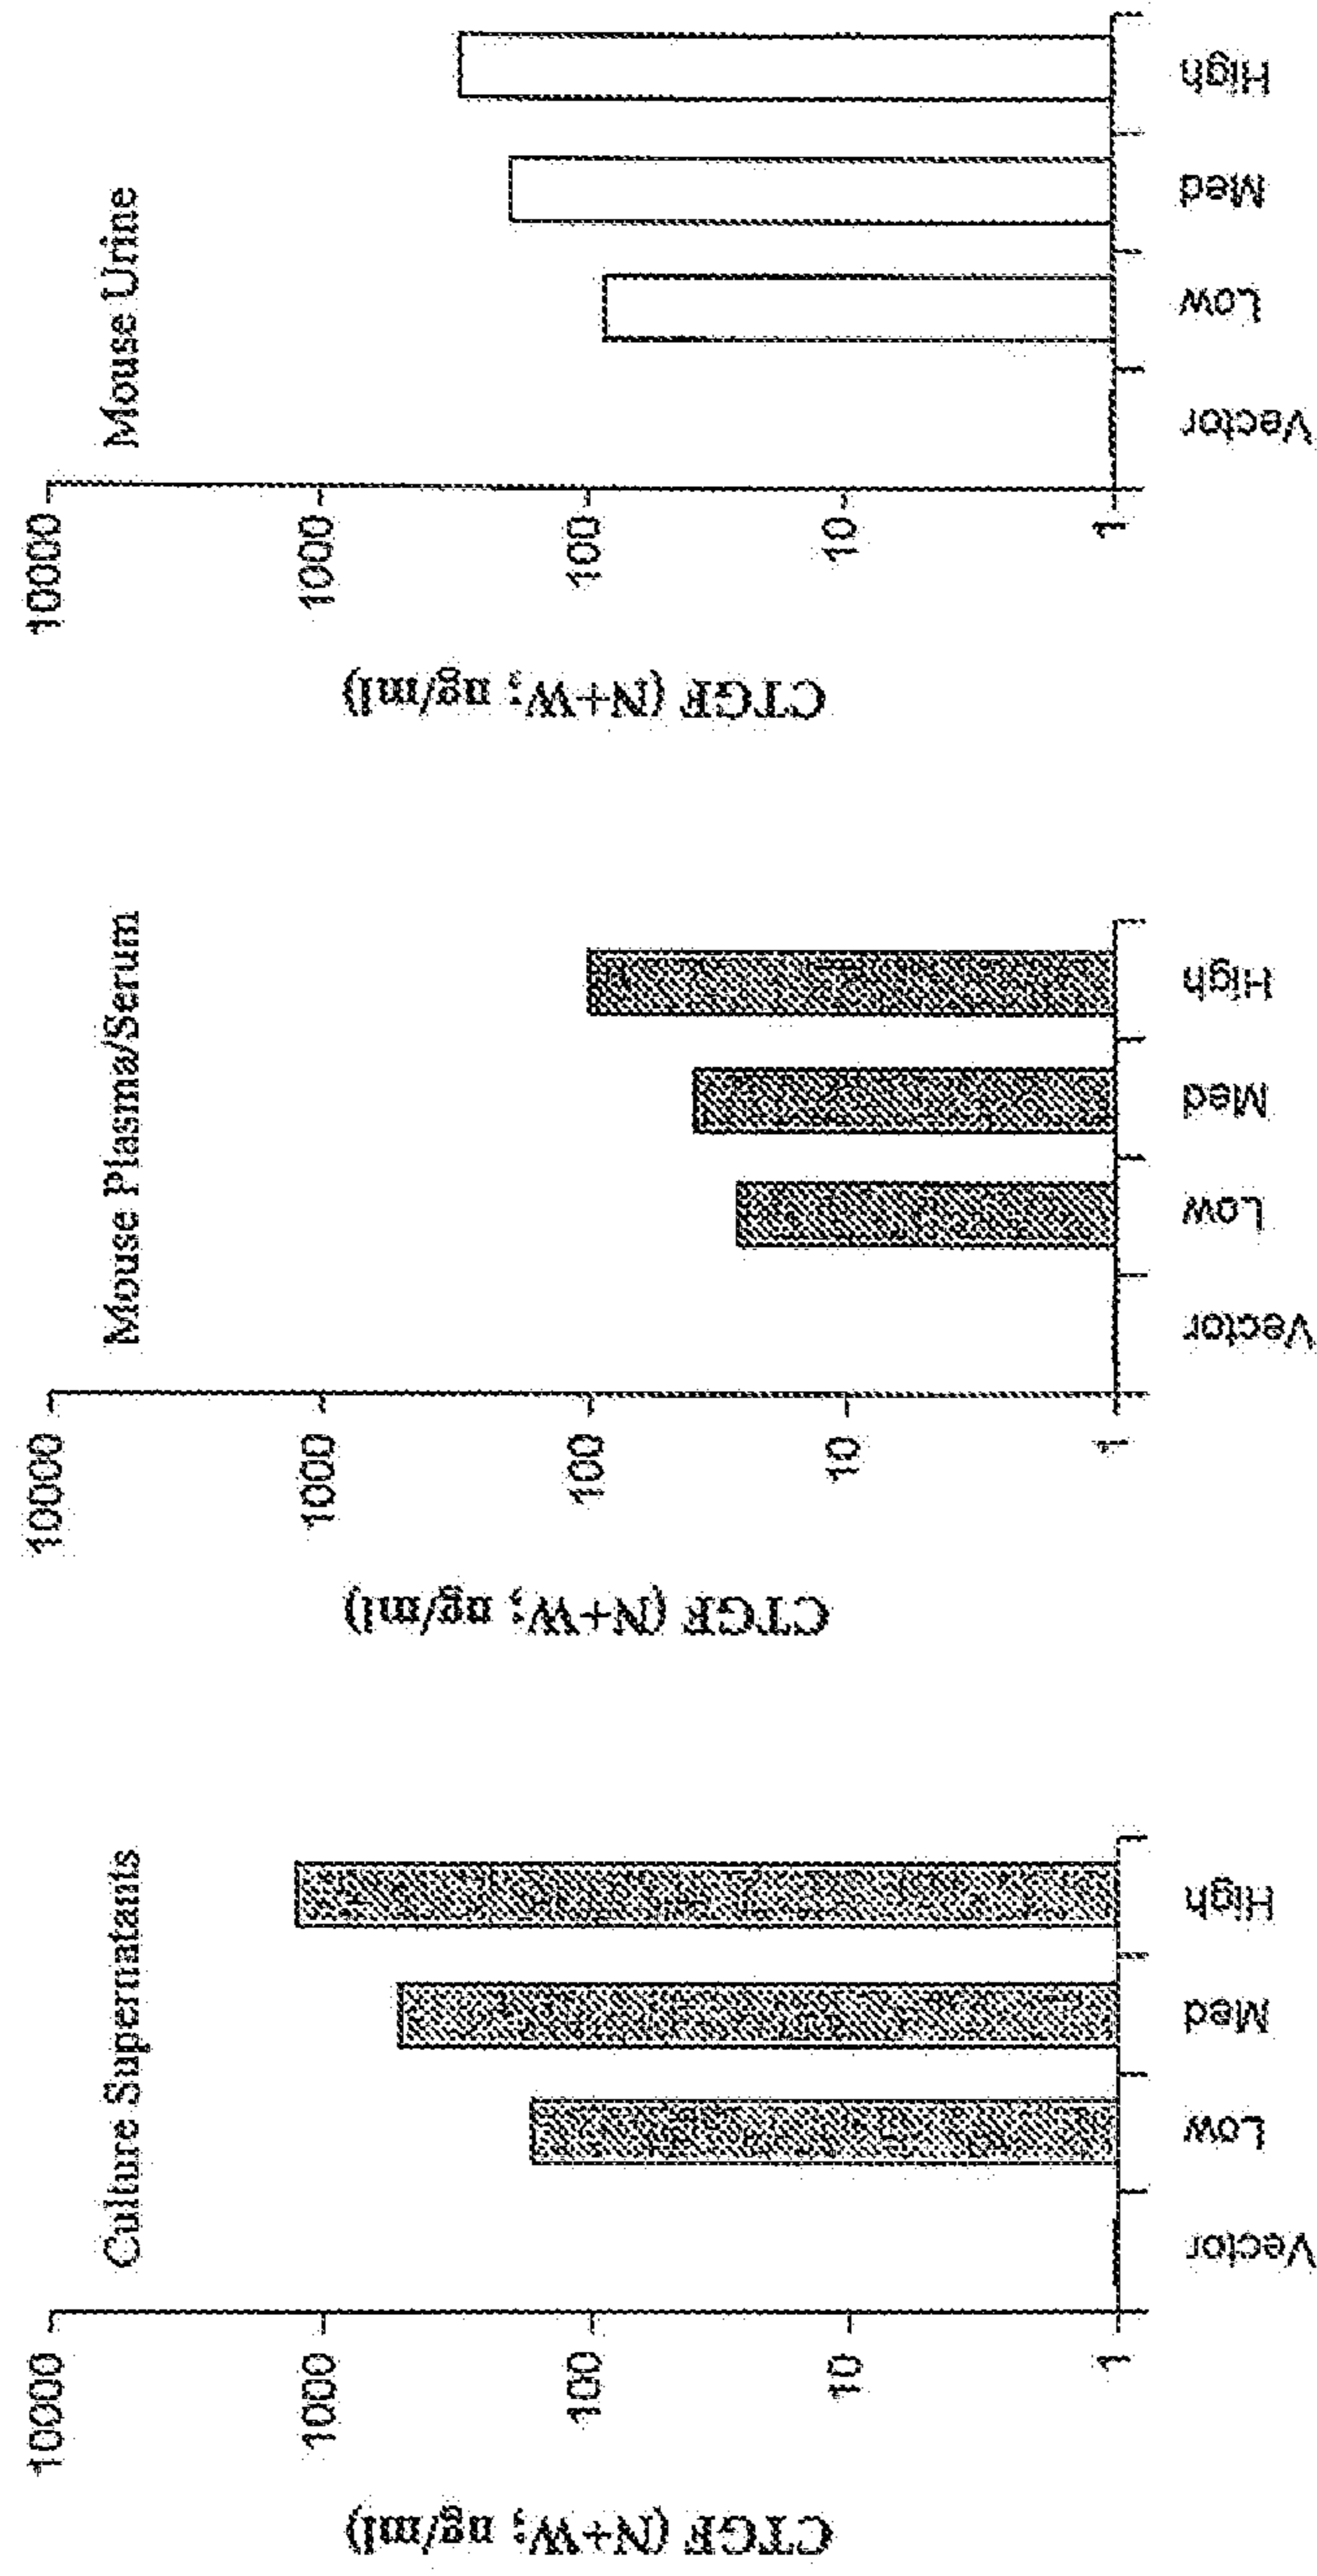 Culture Supernatants
CTGF (N+W; ng/ml)
10000
1000
100
10
1
Vector
Low
Med
High
Mouse Plasma/Serum
CTGF (N+W; ng/ml)
10000
1000
100
10
1
Vector
Low
Med
High
Mouse Urine
CTGF (N+W; ng/ml)
10000
1000
100
10
1
Vector
Low
Med
High